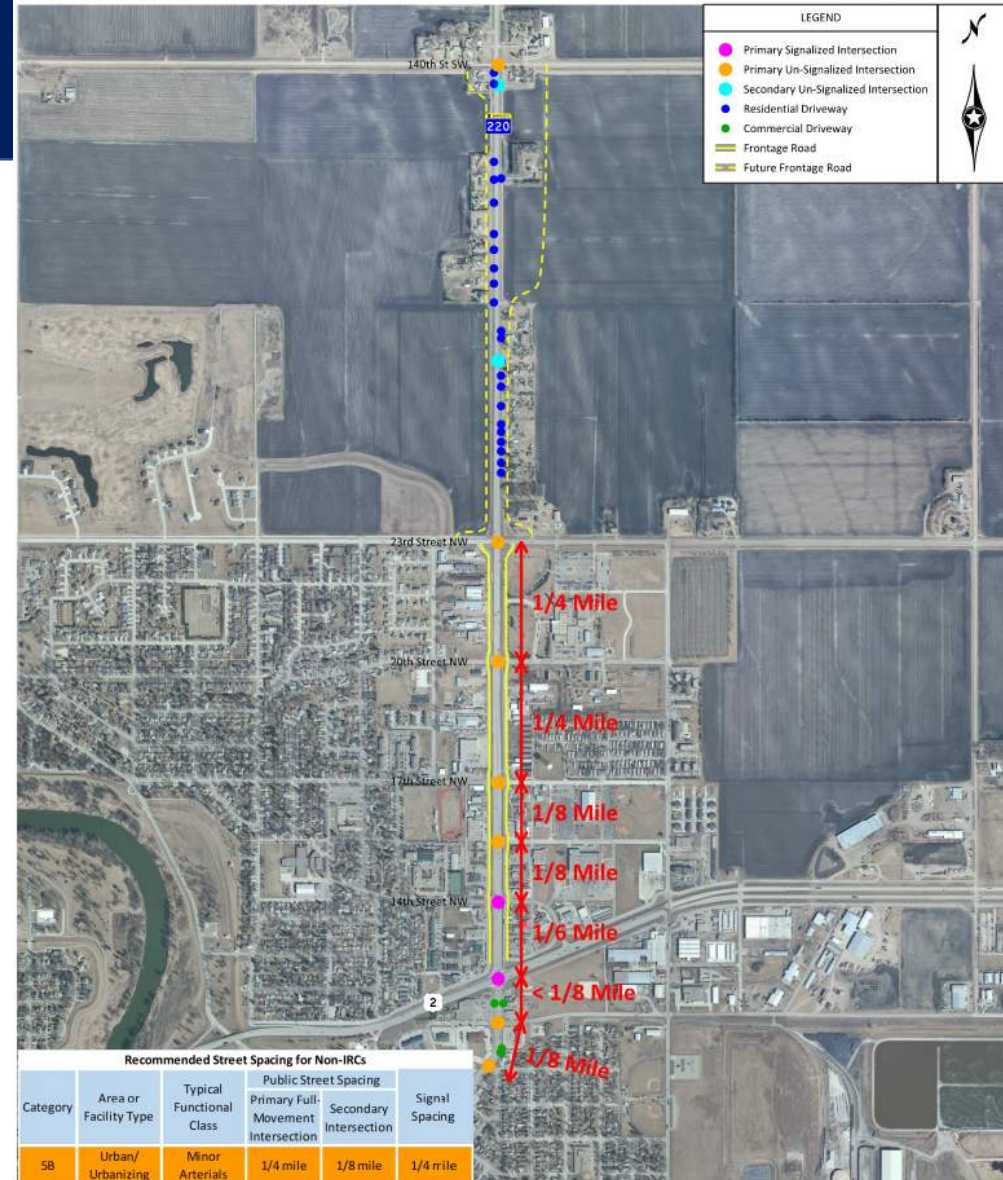 LEGEND
Primary Signalized Intersection
Primary Un-Signalized Intersection
Secondary Un-Signalized Intersection
Residential Driveway
Commercial Driveway
Frontage Road
Future Frontage Road
N
140th St SW
220
23rd Street NW
1/4 Mile
20th Street NW
1/4 Mile
17th Street NW
1/8 Mile
1/8 Mile
14th Street NW
1/6 Mile
2
< 1/8 Mile
1/8 Mile
Recommended Street Spacing for Non-IRCs
Category
Area or
Facility Type
Typical
Functional
Class
Public Street Spacing
Primary Full-
Movement
Intersection
Secondary
Intersection
Signal
Spacing
5B
Urban/
Urbanizing
Minor
Arterials
1/4 mile
1/8 mile
1/4 mile